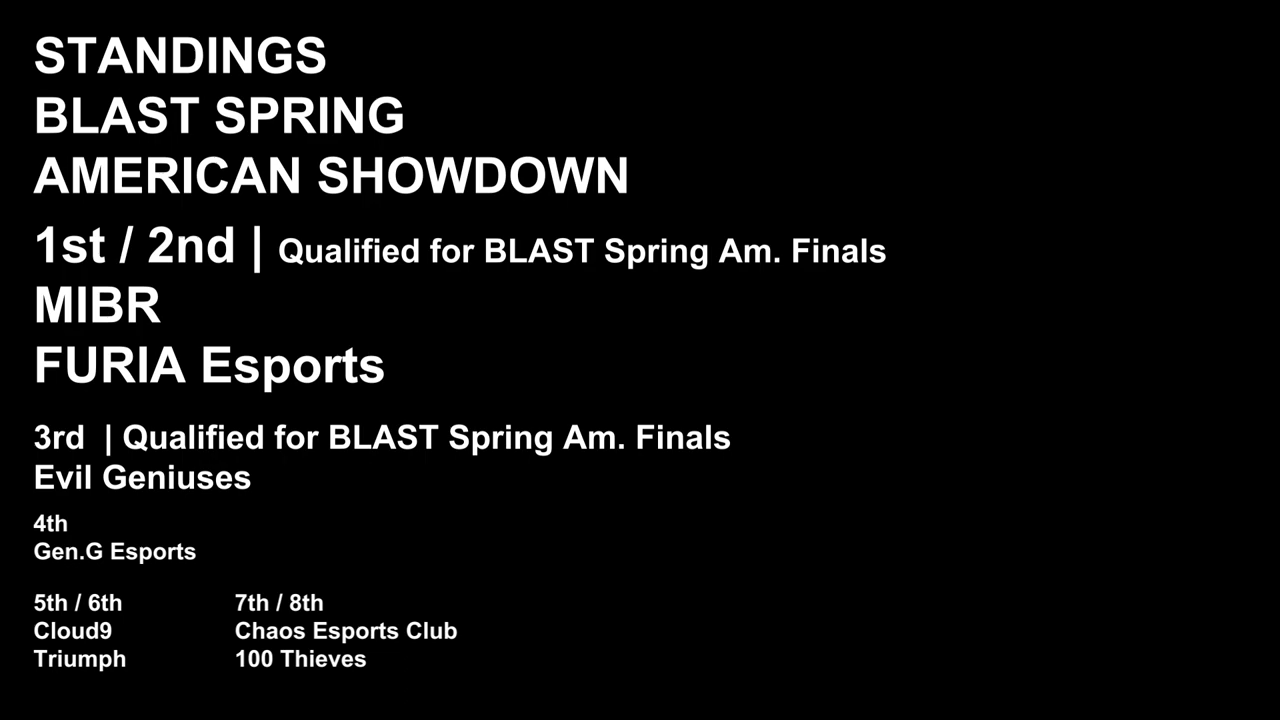 STANDINGS
BLAST SPRING
AMERICAN SHOWDOWN
1st / 2nd | Qualified for BLAST Spring Am. Finals
MIBR
FURIA Esports
3rd | Qualified for BLAST Spring Am. Finals
Evil Geniuses
4th
Gen.G Esports
5th / 6th
Cloud9
Triumph
7th / 8th
Chaos Esports Club
100 Thieves